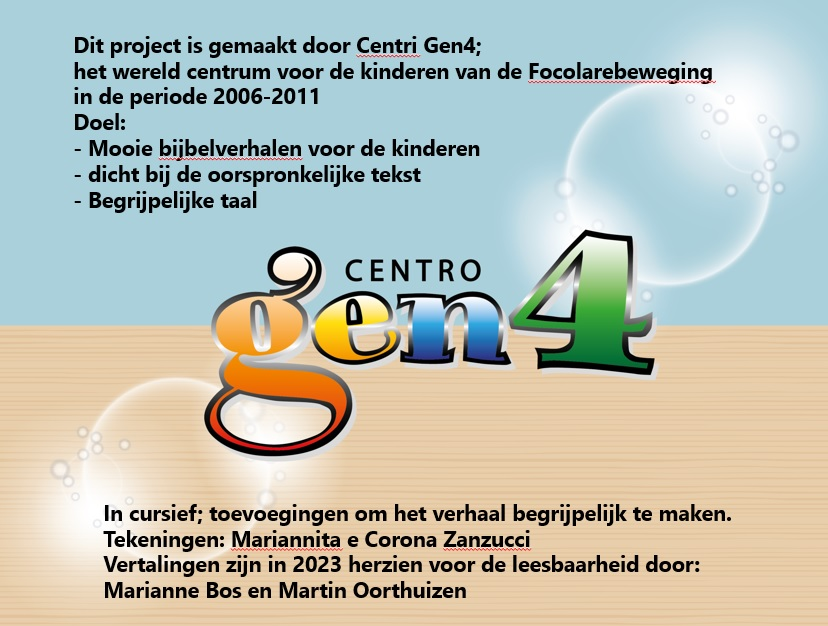 Dit project is gemaakt door Centri Gen4;
het wereld centrum voor de kinderen van de Focolarebeweging
in de periode 2006-2011
Doel:
- Mooie bijbelverhalen voor de kinderen
- dicht bij de oorspronkelijke tekst
- Begrijpelijke taal
CENTRO
gen4
In cursief; toevoegingen om het verhaal begrijpelijk te maken.
Tekeningen: Mariannita e Corona Zanzucci
Vertalingen zijn in 2023 herzien voor de leesbaarheid door:
Marianne Bos en Martin Oorthuizen